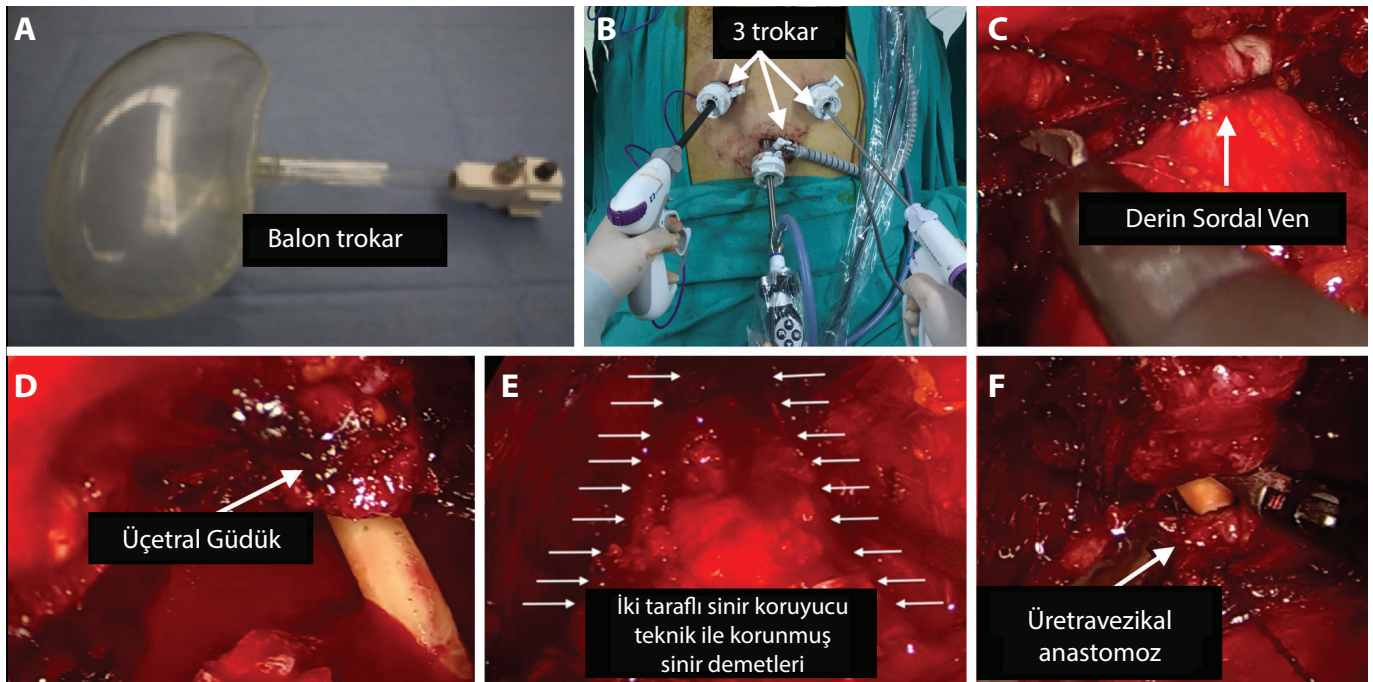 A
Balon trokar
B
3 trokar
C
Derin Sordal Ven
D
Üçetral Güdük
E
İki taraflı sinir koruyucu
teknik ile korunmuş
sinir demetleri
F
Üretravezikal
anastomoz